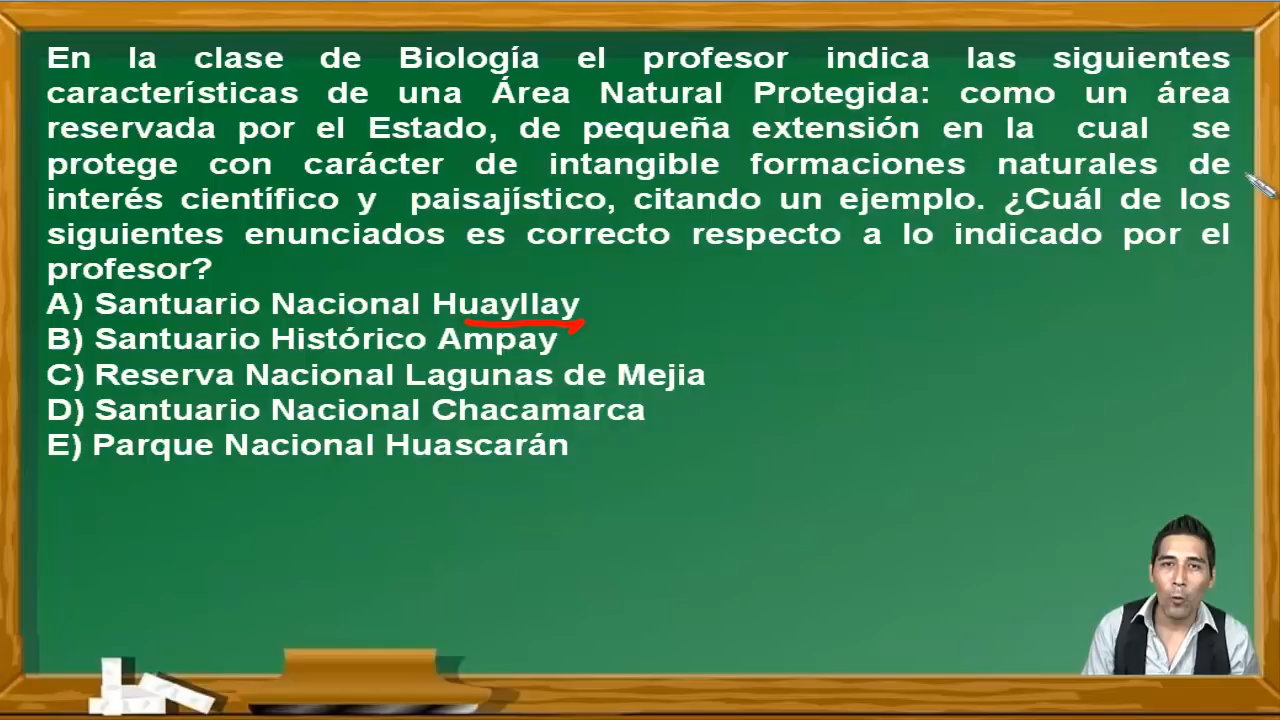 En la clase de Biología el profesor indica las siguientes
características de una Área Natural Protegida: como un área
reservada por el Estado, de pequeña extensión en la cual se
protege con carácter de intangible formaciones naturales de
interés científico y paisajístico, citando un ejemplo. ¿Cuál de los
siguientes enunciados es correcto respecto a lo indicado por el
profesor?
A) Santuario Nacional Huayllay
B) Santuario Histórico Ampay
C) Reserva Nacional Lagunas de Mejia
D) Santuario Nacional Chacamarca
E) Parque Nacional Huascarán